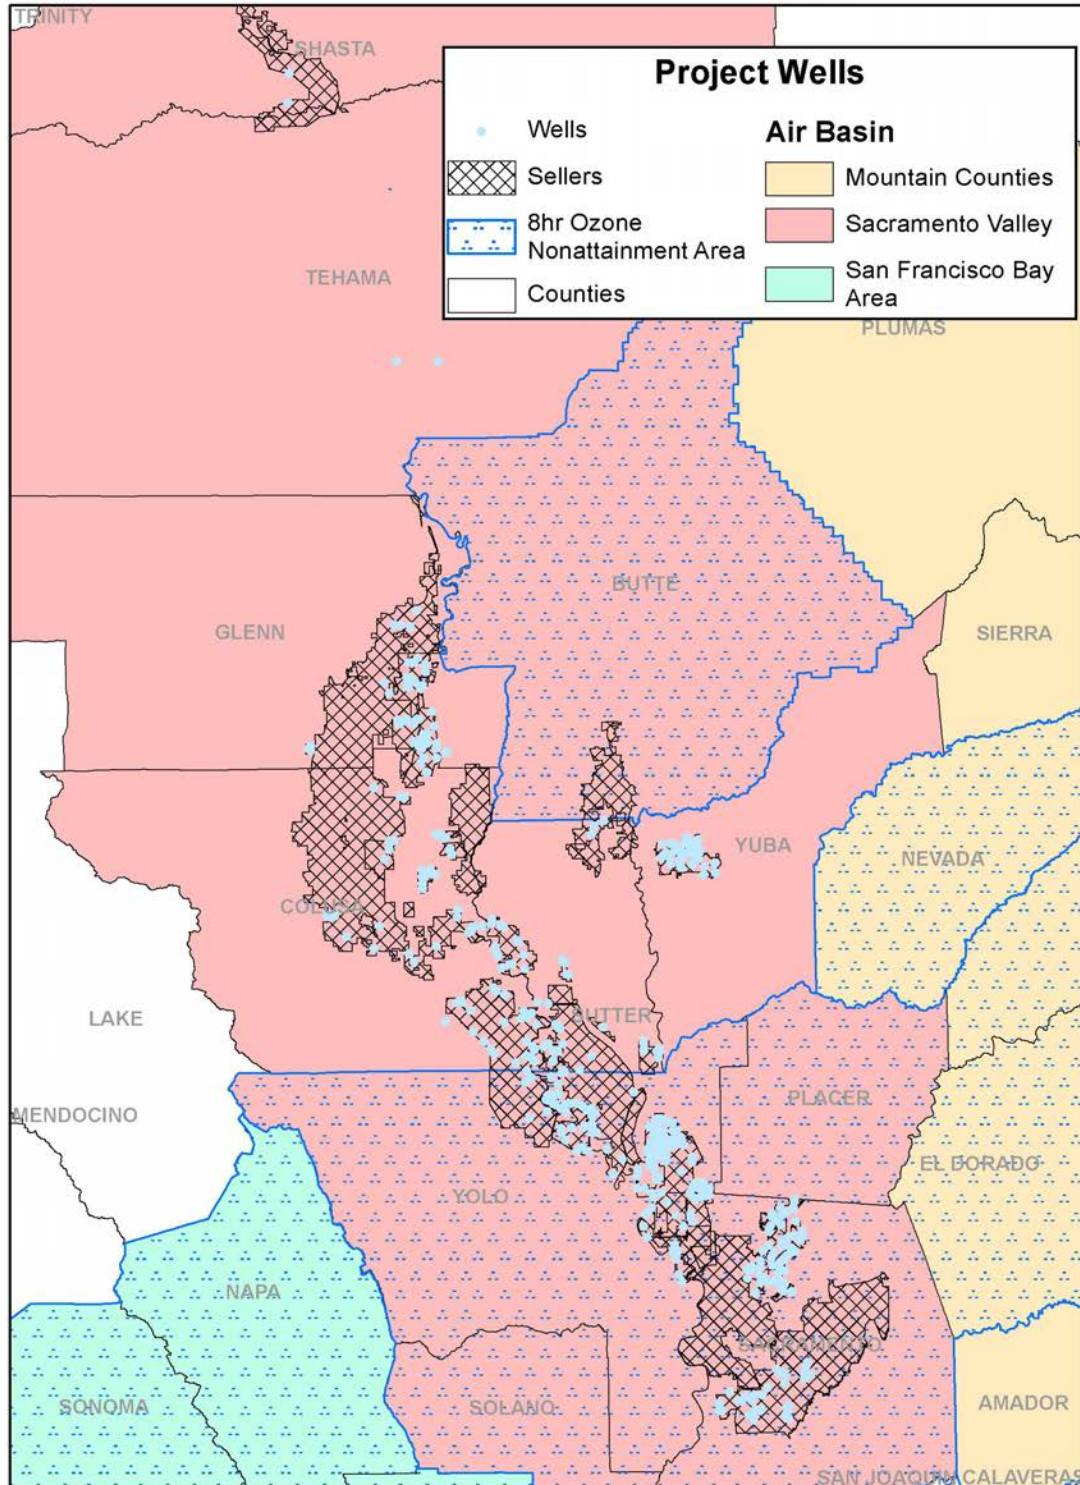 TRINITY
SHASTA
Project Wells
Wells
Sellers
8hr Ozone
Nonattainment Area
Counties
Air Basin
Mountain Counties
Sacramento Valley
San Francisco Bay
Area
TEHAMA
PLUMAS
BUTTE
GLENN
SIERRA
YUBA
NEVADA
COLUSA
LAKE
SUTTER
MENDOCINO
PLACER
EL DORADO
YOLO
NAPA
SACRAMENTO
SONOMA
SOLANO
AMADOR
SAN JOAQUIN
CALAVERAS